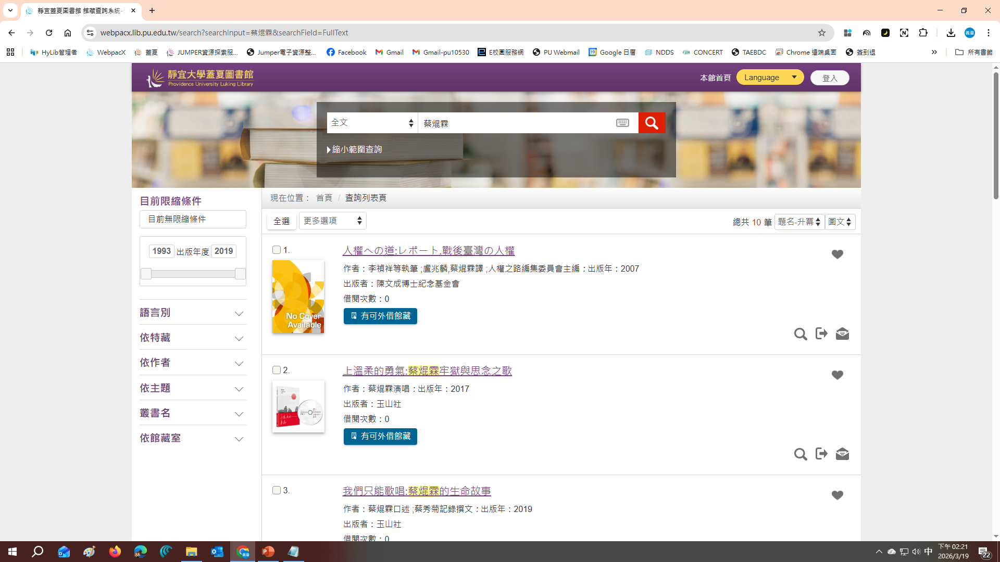 靜宜蓋夏圖書館 館藏查詢系統-
webpacx.lib.pu.edu.tw/search?searchInput=蔡焜霖&searchField=FullText
HyLib管理者
WebpacX
蓋夏
JUMPER資源探索服...
Jumper電子資源整...
Facebook
Gmail
Gmail-pu10530
E校園服務網
PU Webmail
Google 日曆
NDDS
CONCERT
TAEBDC
Chrome 遠端桌面
簽到退
所有書籤
靜宜大學蓋夏圖書館
Providence University Luking Library
本館首頁
Language
登入
全文
蔡焜霖
縮小範圍查詢
目前限縮條件
目前無限縮條件
1993 出版年度 2019
語言別
依特藏
依作者
依主題
叢書名
依館藏室
現在位置： 首頁 / 查詢列表頁
全選
更多選項
總共 10 筆
題名-升冪
圖文
1.
人權への道:レポート.戰後臺灣の人權
作者：李禎祥等執筆 ;盧兆麟,蔡焜霖譯 ;人權之路編集委員會主編：出版年：2007
出版者：陳文成博士紀念基金會
借閱次數：0
有可外借館藏
No Cover
Available
2.
上溫柔的勇氣:蔡焜霖牢獄與思念之歌
作者：蔡焜霖演唱：出版年：2017
出版者：玉山社
借閱次數：0
有可外借館藏
3.
我們只能歌唱:蔡焜霖的生命故事
作者：蔡焜霖口述 ;蔡秀菊記錄撰文：出版年：2019
出版者：玉山社
借閱次數：0
中
下午 02:21
2026/3/19
22